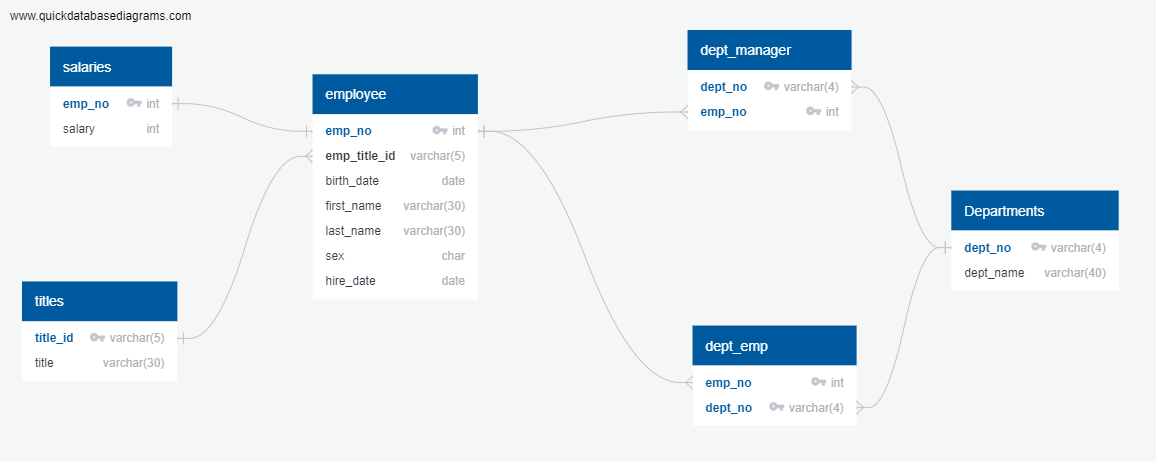 www.quickdatabasediagrams.com
salaries
emp_no int
salary int
titles
title_id varchar(5)
title varchar(30)
employee
emp_no int
emp_title_id varchar(5)
birth_date date
first_name varchar(30)
last_name varchar(30)
sex char
hire_date date
dept_manager
dept_no varchar(4)
emp_no int
dept_emp
emp_no int
dept_no varchar(4)
Departments
dept_no varchar(4)
dept_name varchar(40)